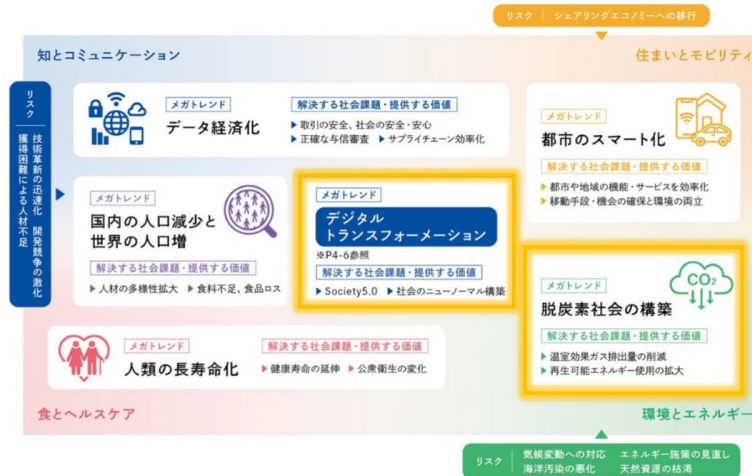 リスク シェアリングエコノミーへの移行
知とコミュニケーション
住まいとモビリティ
リスク
技術革新の迅速化 開発競争の激化
獲得困難による人材不足
メガトレンド
データ経済化
解決する社会課題・提供する価値
▶取引の安全、社会の安全・安心
▶正確な与信審査 ▶サプライチェーン効率化
メガトレンド
都市のスマート化
解決する社会課題・提供する価値
▶都市や地域の機能・サービスを効率化
▶移動手段・機会の確保と環境の両立
メガトレンド
国内の人口減少と
世界の人口増
解決する社会課題・提供する価値
▶人材の多様性拡大 ▶食料不足、食品ロス
メガトレンド
デジタル
トランスフォーメーション
※P4-6参照
解決する社会課題・提供する価値
▶Society5.0 ▶社会のニューノーマル構築
CO2
メガトレンド
脱炭素社会の構築
解決する社会課題・提供する価値
▶温室効果ガス排出量の削減
▶再生可能エネルギー使用の拡大
メガトレンド
人類の長寿命化
解決する社会課題・提供する価値
▶健康寿命の延伸 ▶公衆衛生の変化
食とヘルスケア
環境とエネルギー
リスク
気候変動への対応 エネルギー施策の見直し
海洋汚染の悪化 天然資源の枯渇